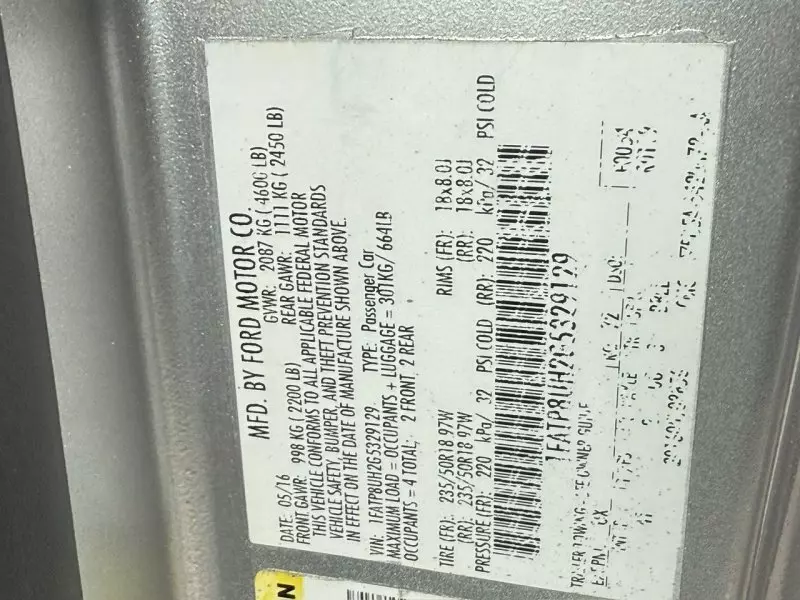 MFD. BY FORD MOTOR CO.
DATE: 05/16 GVWR: 2087 KG ( 4600 LB)
FRONT GAWR: 998 KG ( 2200 LB) REAR GAWR: 1111 KG ( 2450 LB)
THIS VEHICLE CONFORMS TO ALL APPLICABLE FEDERAL MOTOR
VEHICLE SAFETY, BUMPER, AND THEFT PREVENTION STANDARDS
IN EFFECT ON THE DATE OF MANUFACTURE SHOWN ABOVE.
VIN: 1FATP8UH2G5329129 TYPE: Passenger Car
MAXIMUM LOAD = OCCUPANTS + LUGGAGE = 301KG/ 664LB
OCCUPANTS = 4 TOTAL: 2 FRONT, 2 REAR
TIRE (FR): 235/50R18 97W RIMS (FR): 18x8.0J
(RR): 235/50R18 97W (RR): 18x8.0J
PRESSURE (FR): 220 kPa/ 32 PSI COLD (RR): 220 kPa/ 32 PSI COLD
1FATP8UH2G5329129